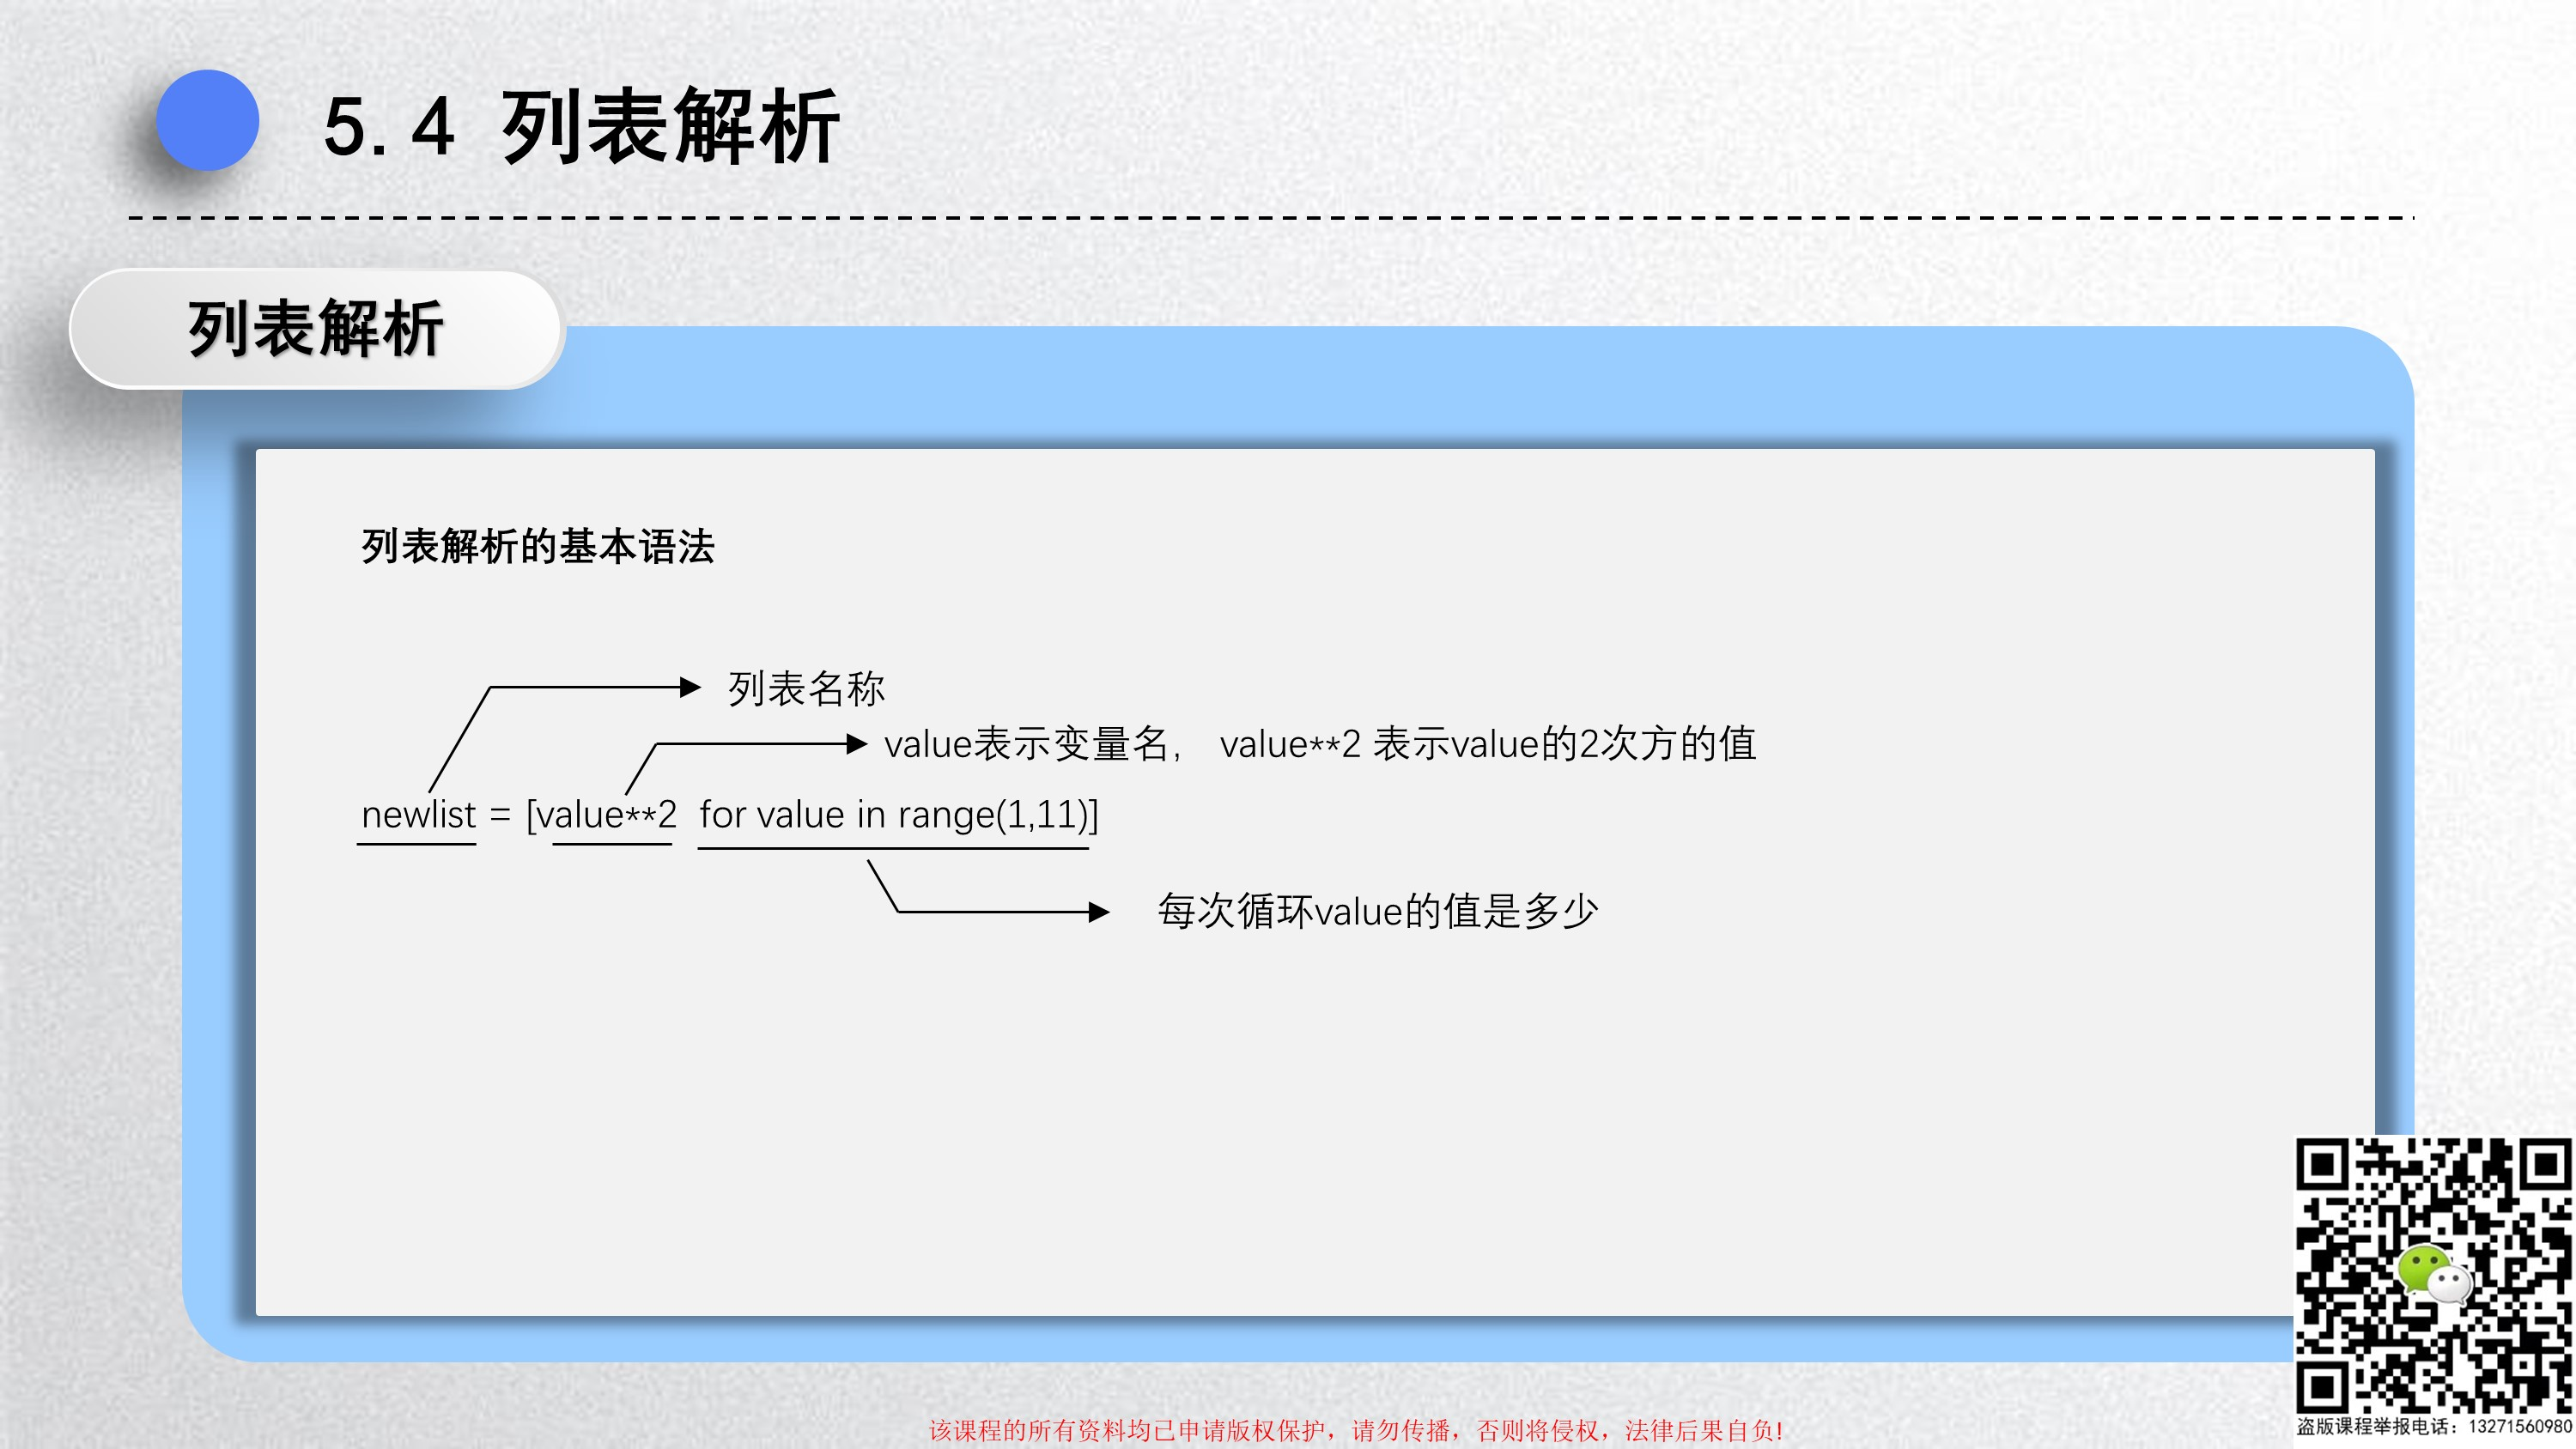 5.4 列表解析
列表解析
列表解析的基本语法
列表名称
value表示变量名， value**2 表示value的2次方的值
newlist = [value**2 for value in range(1,11)]
每次循环value的值是多少
该课程的所有资料均已申请版权保护，请勿传播，否则将侵权，法律后果自负!
盗版课程举报电话：13271560980